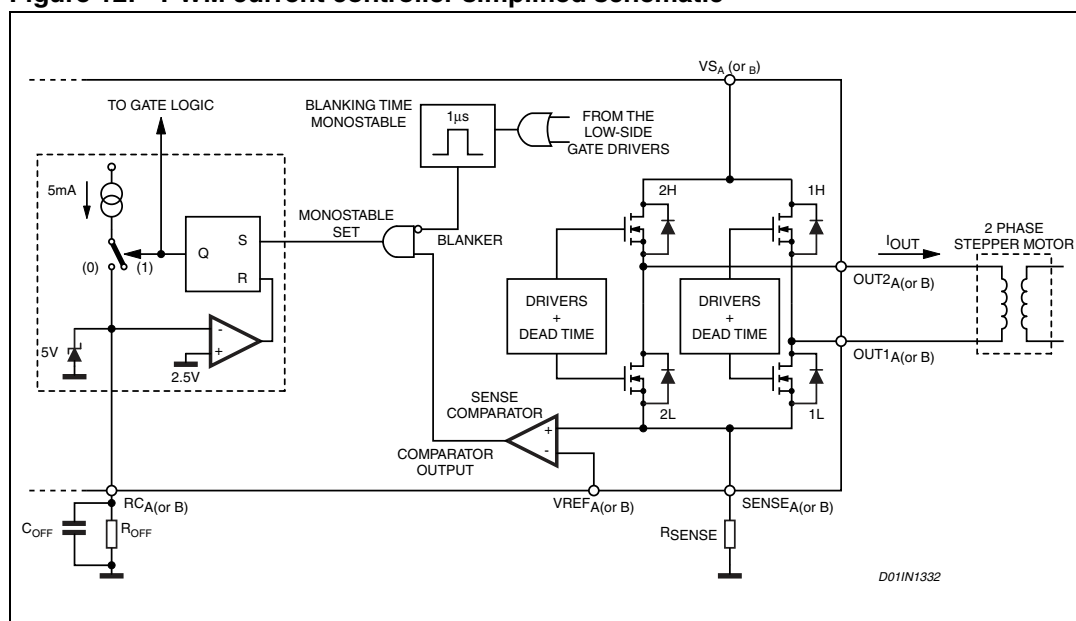 Figure 12. PWM current controller simplified schematic
VSA (or B)
TO GATE LOGIC
BLANKING TIME
MONOSTABLE
1μs
FROM THE
LOW-SIDE
GATE DRIVERS
5mA
2H
1H
MONOSTABLE
SET
BLANKER
Q
S
R
(0)
(1)
IOUT
2 PHASE
STEPPER MOTOR
OUT2A(or B)
DRIVERS
+
DEAD TIME
DRIVERS
+
DEAD TIME
OUT1A(or B)
5V
-
+
2.5V
2L
1L
SENSE
COMPARATOR
+
-
COMPARATOR
OUTPUT
RCA(or B)
VREFA(or B)
SENSEA(or B)
COFF
ROFF
RSENSE
D01IN1332